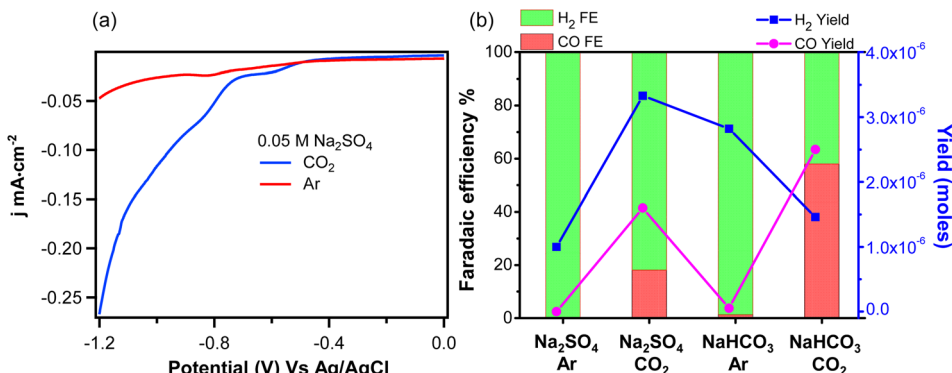 (a)
-0.05
-0.10
-0.15
-0.20
-0.25
j mA·cm⁻²
0.05 M Na₂SO₄
CO₂
Ar
-1.2
-0.8
-0.4
0.0
Potential (V) Vs Ag/AgCl
(b)
H₂ FE
CO FE
H₂ Yield
CO Yield
100
80
60
40
20
0
Faradaic efficiency %
4.0x10⁻⁶
3.0x10⁻⁶
2.0x10⁻⁶
1.0x10⁻⁶
0.0
Yield (moles)
Na₂SO₄
Ar
Na₂SO₄
CO₂
NaHCO₃
Ar
NaHCO₃
CO₂